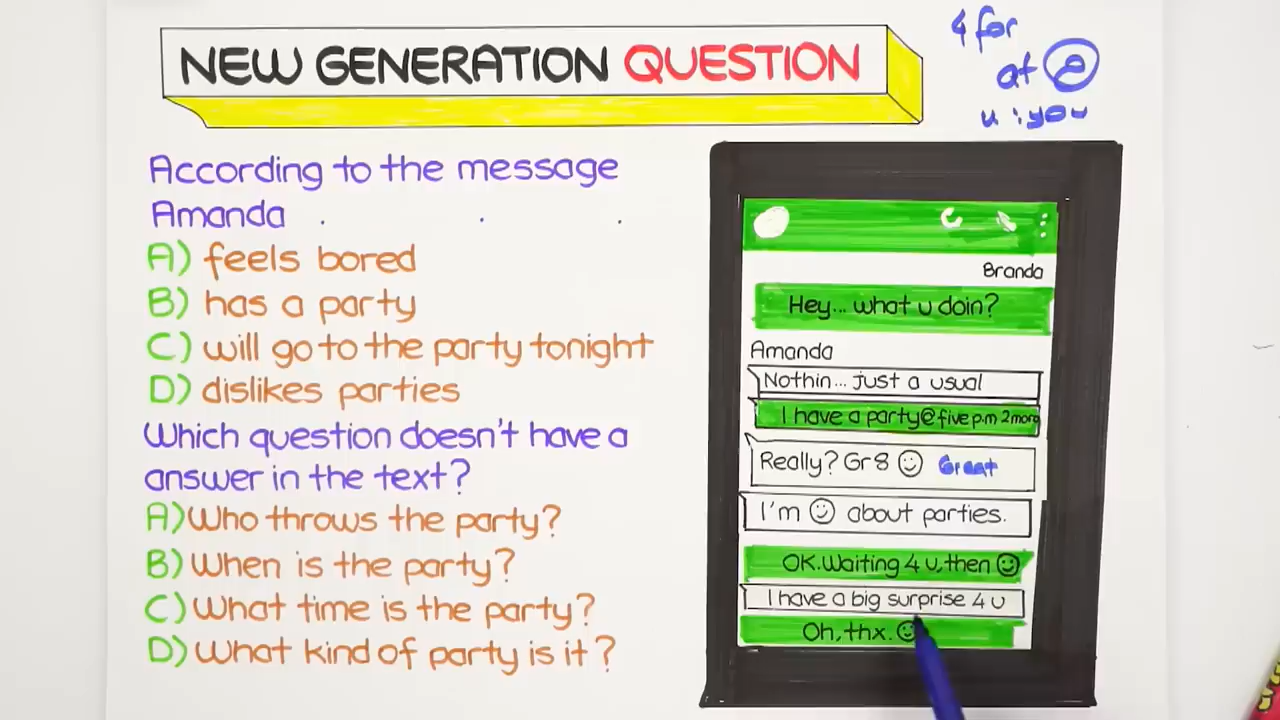 NEW GENERATION QUESTION
4 for
at @
u : you
According to the message
Amanda . . .
A) feels bored
B) has a party
C) will go to the party tonight
D) dislikes parties
Which question doesn't have a
answer in the text?
A) Who throws the party?
B) When is the party?
C) What time is the party?
D) What kind of party is it?
Branda
Hey... what u doin?
Amanda
Nothin... just a usual
I have a party@five p.m 2moro
Really? Gr8 ☺ Great
I'm ☺ about parties.
OK. Waiting 4 u, then ☺
I have a big surprise 4 u
Oh, thx. ☺